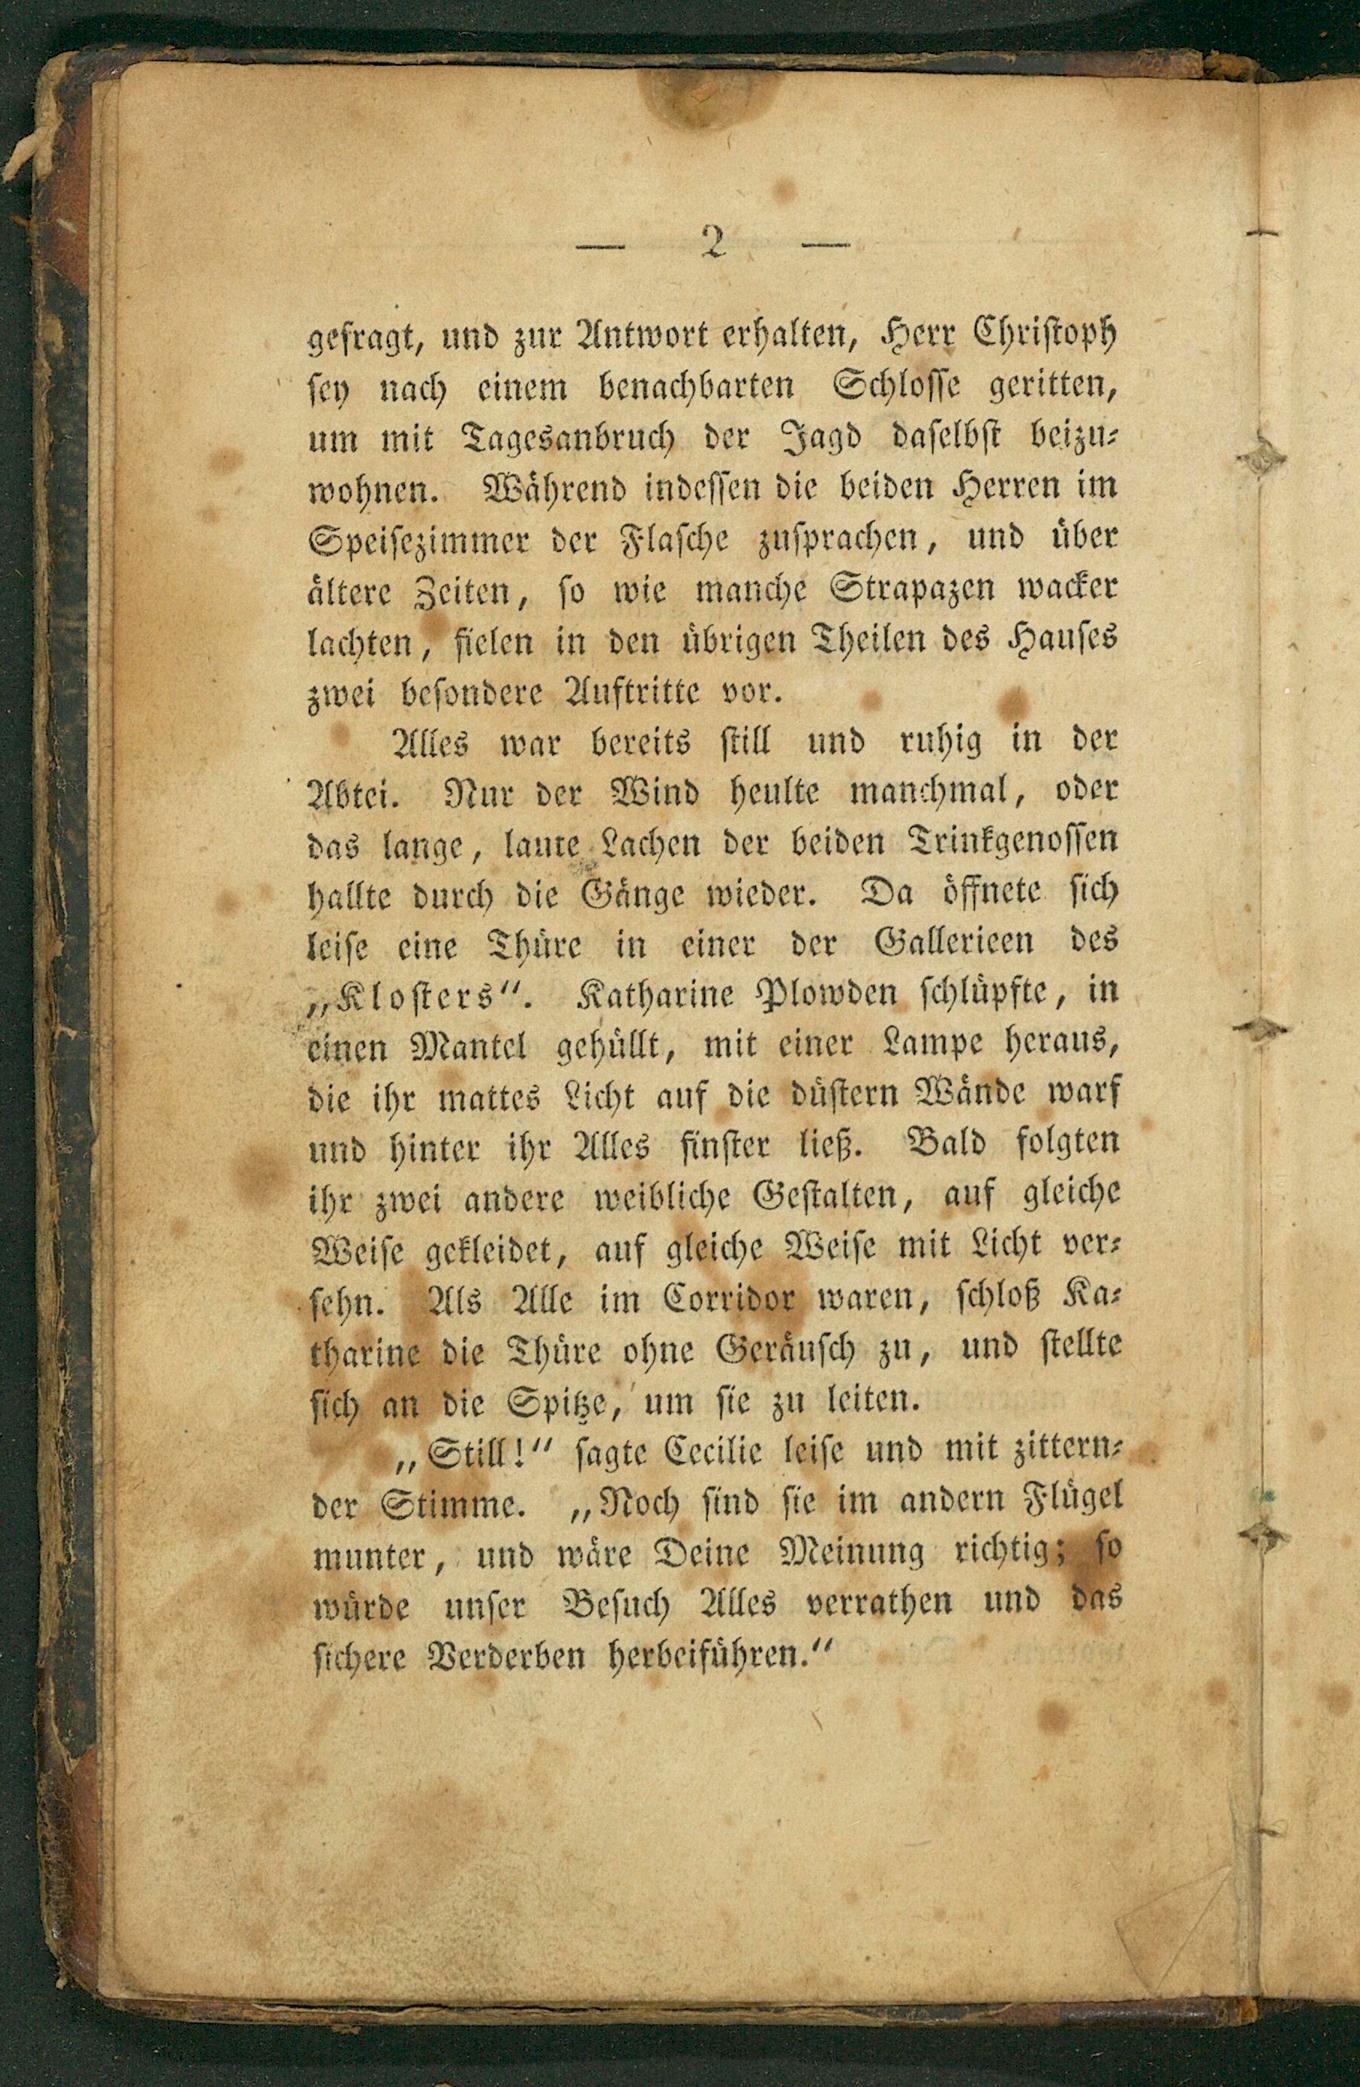 — 2 —
gefragt, und zur Antwort erhalten, Herr Christoph
sey nach einem benachbarten Schlosse geritten,
um mit Tagesanbruch der Jagd daselbst beizu-
wohnen. Während indessen die beiden Herren im
Speisezimmer der Flasche zusprachen, und über
ältere Zeiten, so wie manche Strapazen wacker
lachten, fielen in den übrigen Theilen des Hauses
zwei besondere Auftritte vor.
Alles war bereits still und ruhig in der
Abtei. Nur der Wind heulte manchmal, oder
das lange, laute Lachen der beiden Trinkgenossen
hallte durch die Gänge wieder. Da öffnete sich
leise eine Thüre in einer der Gallerieen des
„Klosters“. Katharine Plowden schlüpfte, in
einen Mantel gehüllt, mit einer Lampe heraus,
die ihr mattes Licht auf die düstern Wände warf
und hinter ihr Alles finster ließ. Bald folgten
ihr zwei andere weibliche Gestalten, auf gleiche
Weise gekleidet, auf gleiche Weise mit Licht ver-
sehn. Als Alle im Corridor waren, schloß Ka-
tharine die Thüre ohne Geräusch zu, und stellte
sich an die Spitze, um sie zu leiten.
„Still!“ sagte Cecilie leise und mit zittern-
der Stimme. „Noch sind sie im andern Flügel
munter, und wäre Deine Meinung richtig; so
würde unser Besuch Alles verrathen und das
sichere Verderben herbeiführen.“